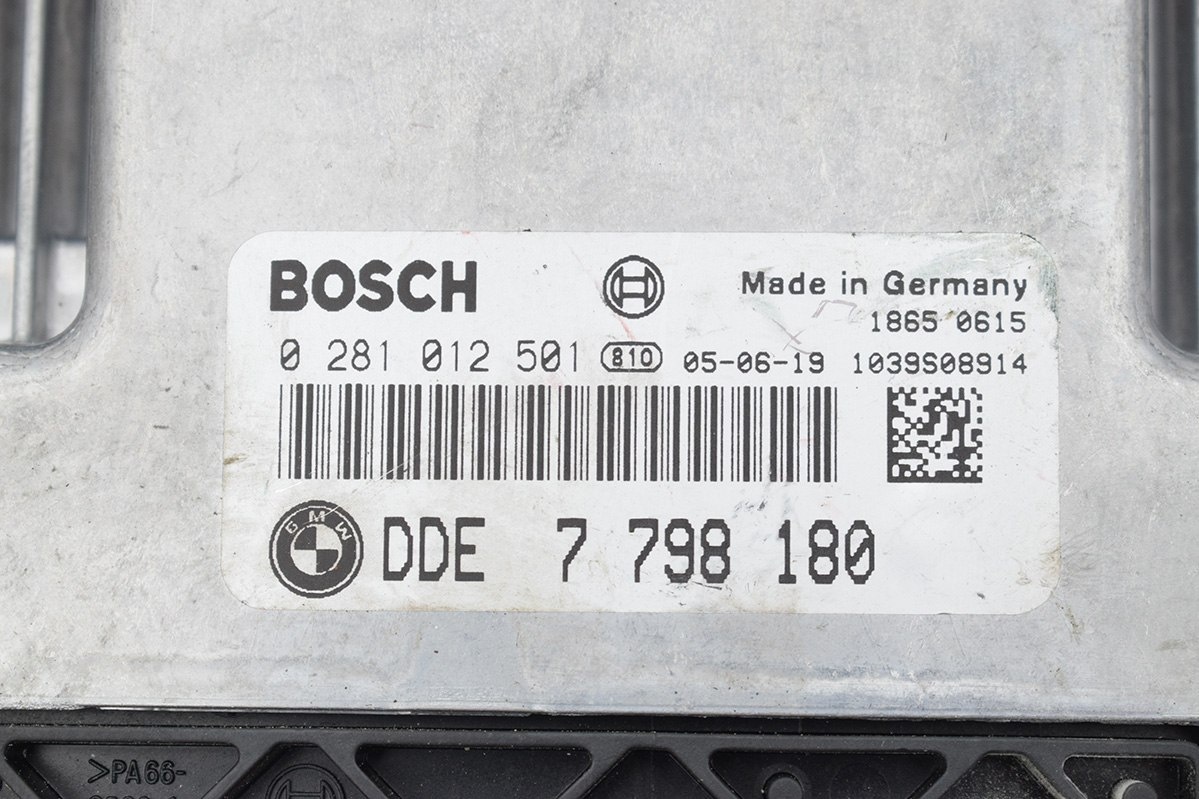 BOSCH
Made in Germany
1865 0615
0 281 012 501 810 05-06-19 1039S08914
BMW DDE 7 798 180
>PA66-